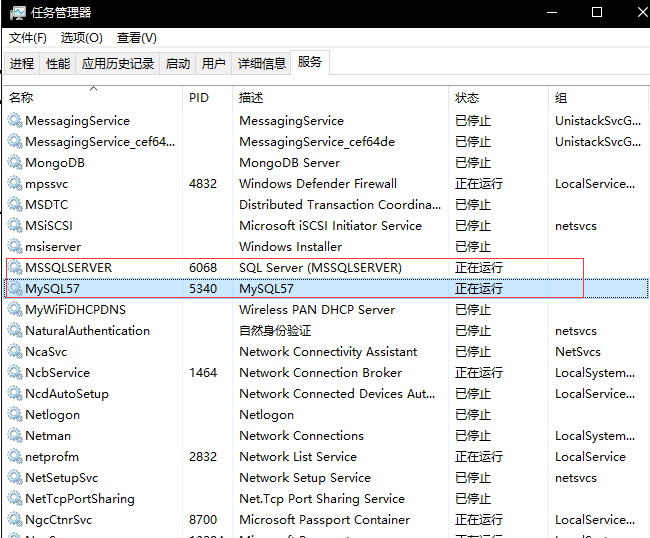 任务管理器
文件(F) 选项(O) 查看(V)
进程 性能 应用历史记录 启动 用户 详细信息 服务
名称 PID 描述 状态 组
MessagingService MessagingService 已停止 UnistackSvcG...
MessagingService_cef64... MessagingService_cef64de 已停止 UnistackSvcG...
MongoDB MongoDB Server 已停止
mpssvc 4832 Windows Defender Firewall 正在运行 LocalService...
MSDTC Distributed Transaction Coordina... 已停止
MSiSCSI Microsoft iSCSI Initiator Service 已停止 netsvcs
msiserver Windows Installer 已停止
MSSQLSERVER 6068 SQL Server (MSSQLSERVER) 正在运行
MySQL57 5340 MySQL57 正在运行
MyWiFiDHCPDNS Wireless PAN DHCP Server 已停止
NaturalAuthentication 自然身份验证 已停止 netsvcs
NcaSvc Network Connectivity Assistant 已停止 NetSvcs
NcbService 1464 Network Connection Broker 正在运行 LocalSystem...
NcdAutoSetup Network Connected Devices Aut... 已停止 LocalService...
Netlogon Netlogon 已停止
Netman Network Connections 已停止 LocalSystem...
netprofm 2832 Network List Service 正在运行 LocalService
NetSetupSvc Network Setup Service 已停止 netsvcs
NetTcpPortSharing Net.Tcp Port Sharing Service 已停止
NgcCtnrSvc 8700 Microsoft Passport Container 正在运行 LocalService...